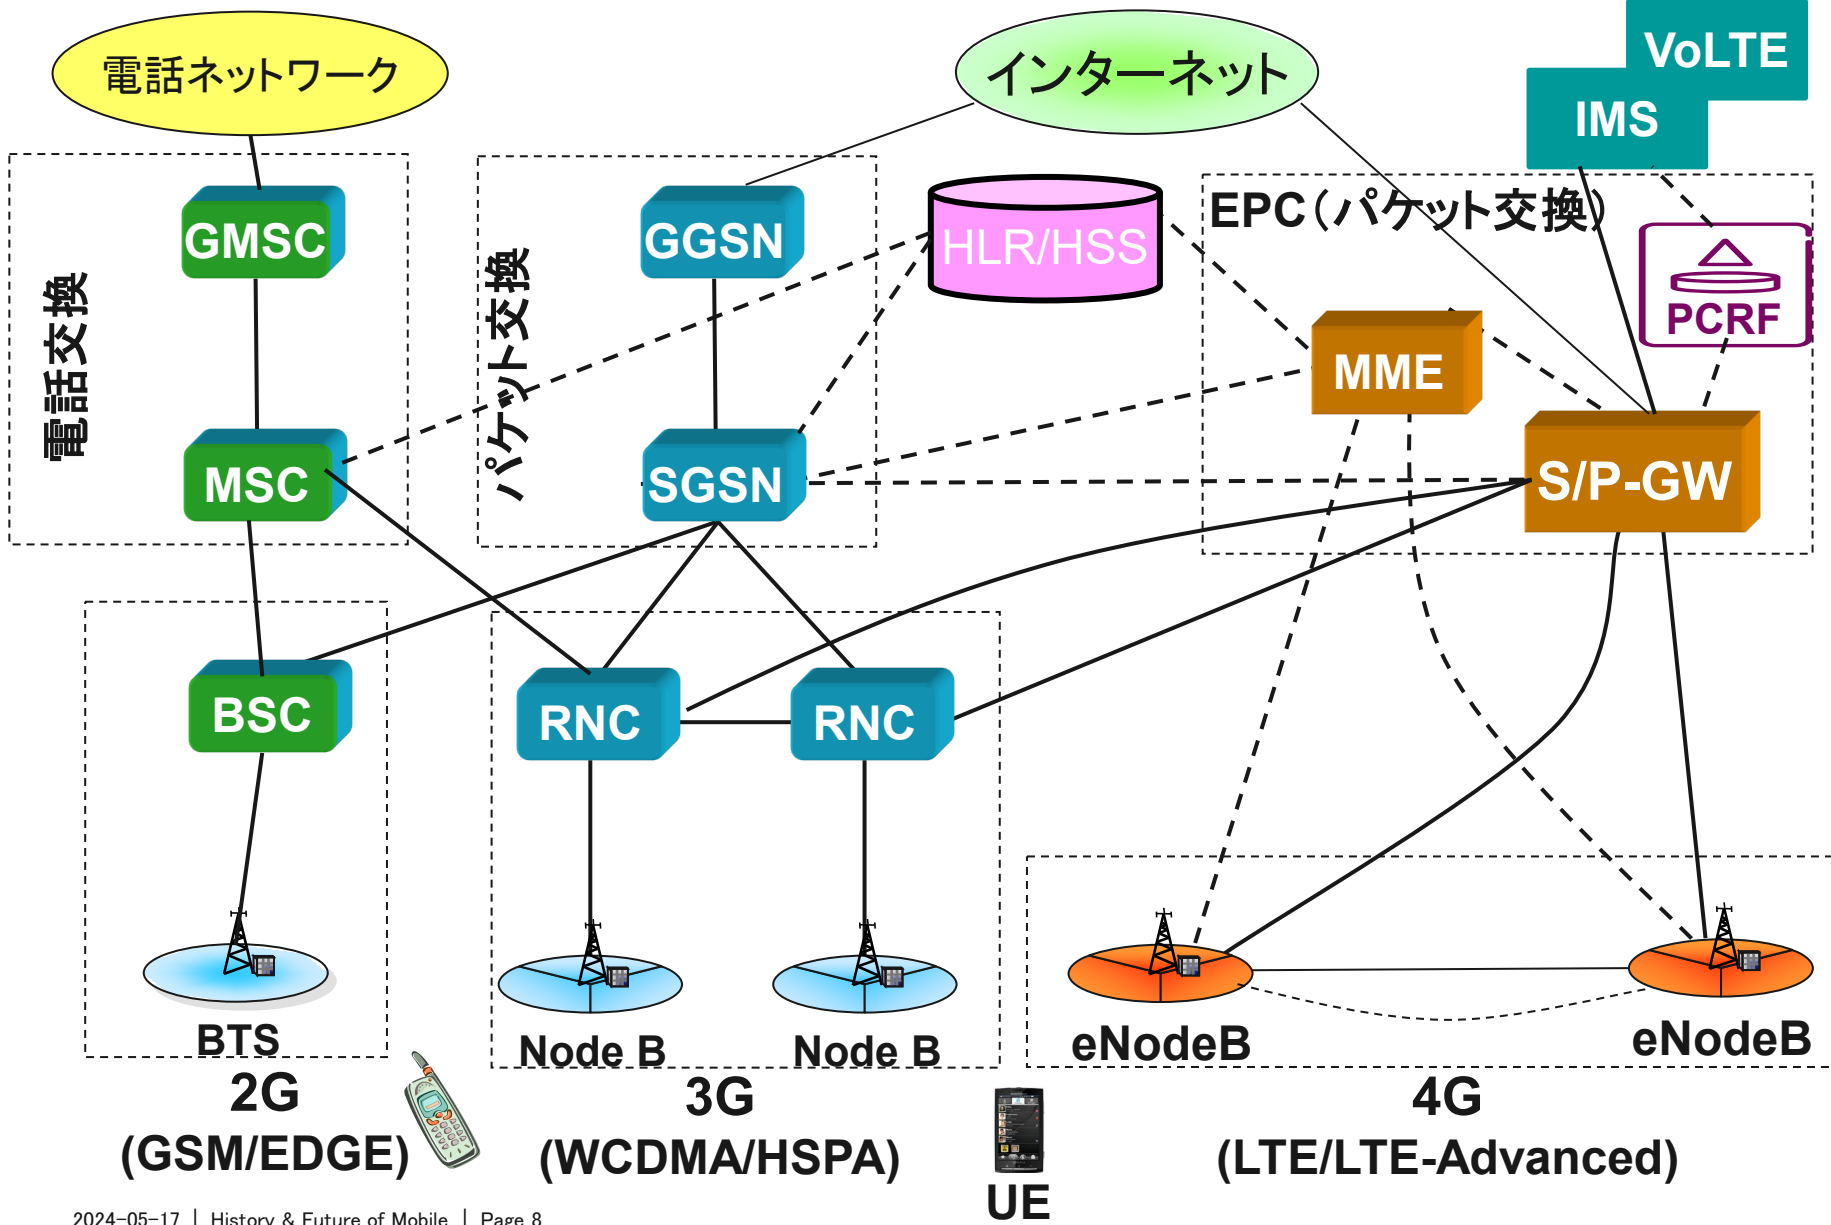 電話ネットワーク
インターネット
VoLTE
IMS
電話交換
GMSC
MSC
パケット交換
GGSN
SGSN
HLR/HSS
EPC(パケット交換)
PCRF
MME
S/P-GW
BSC
RNC
RNC
BTS
Node B
Node B
eNodeB
eNodeB
2G
(GSM/EDGE)
3G
(WCDMA/HSPA)
UE
4G
(LTE/LTE-Advanced)
2024-05-17 | History & Future of Mobile | Page 8